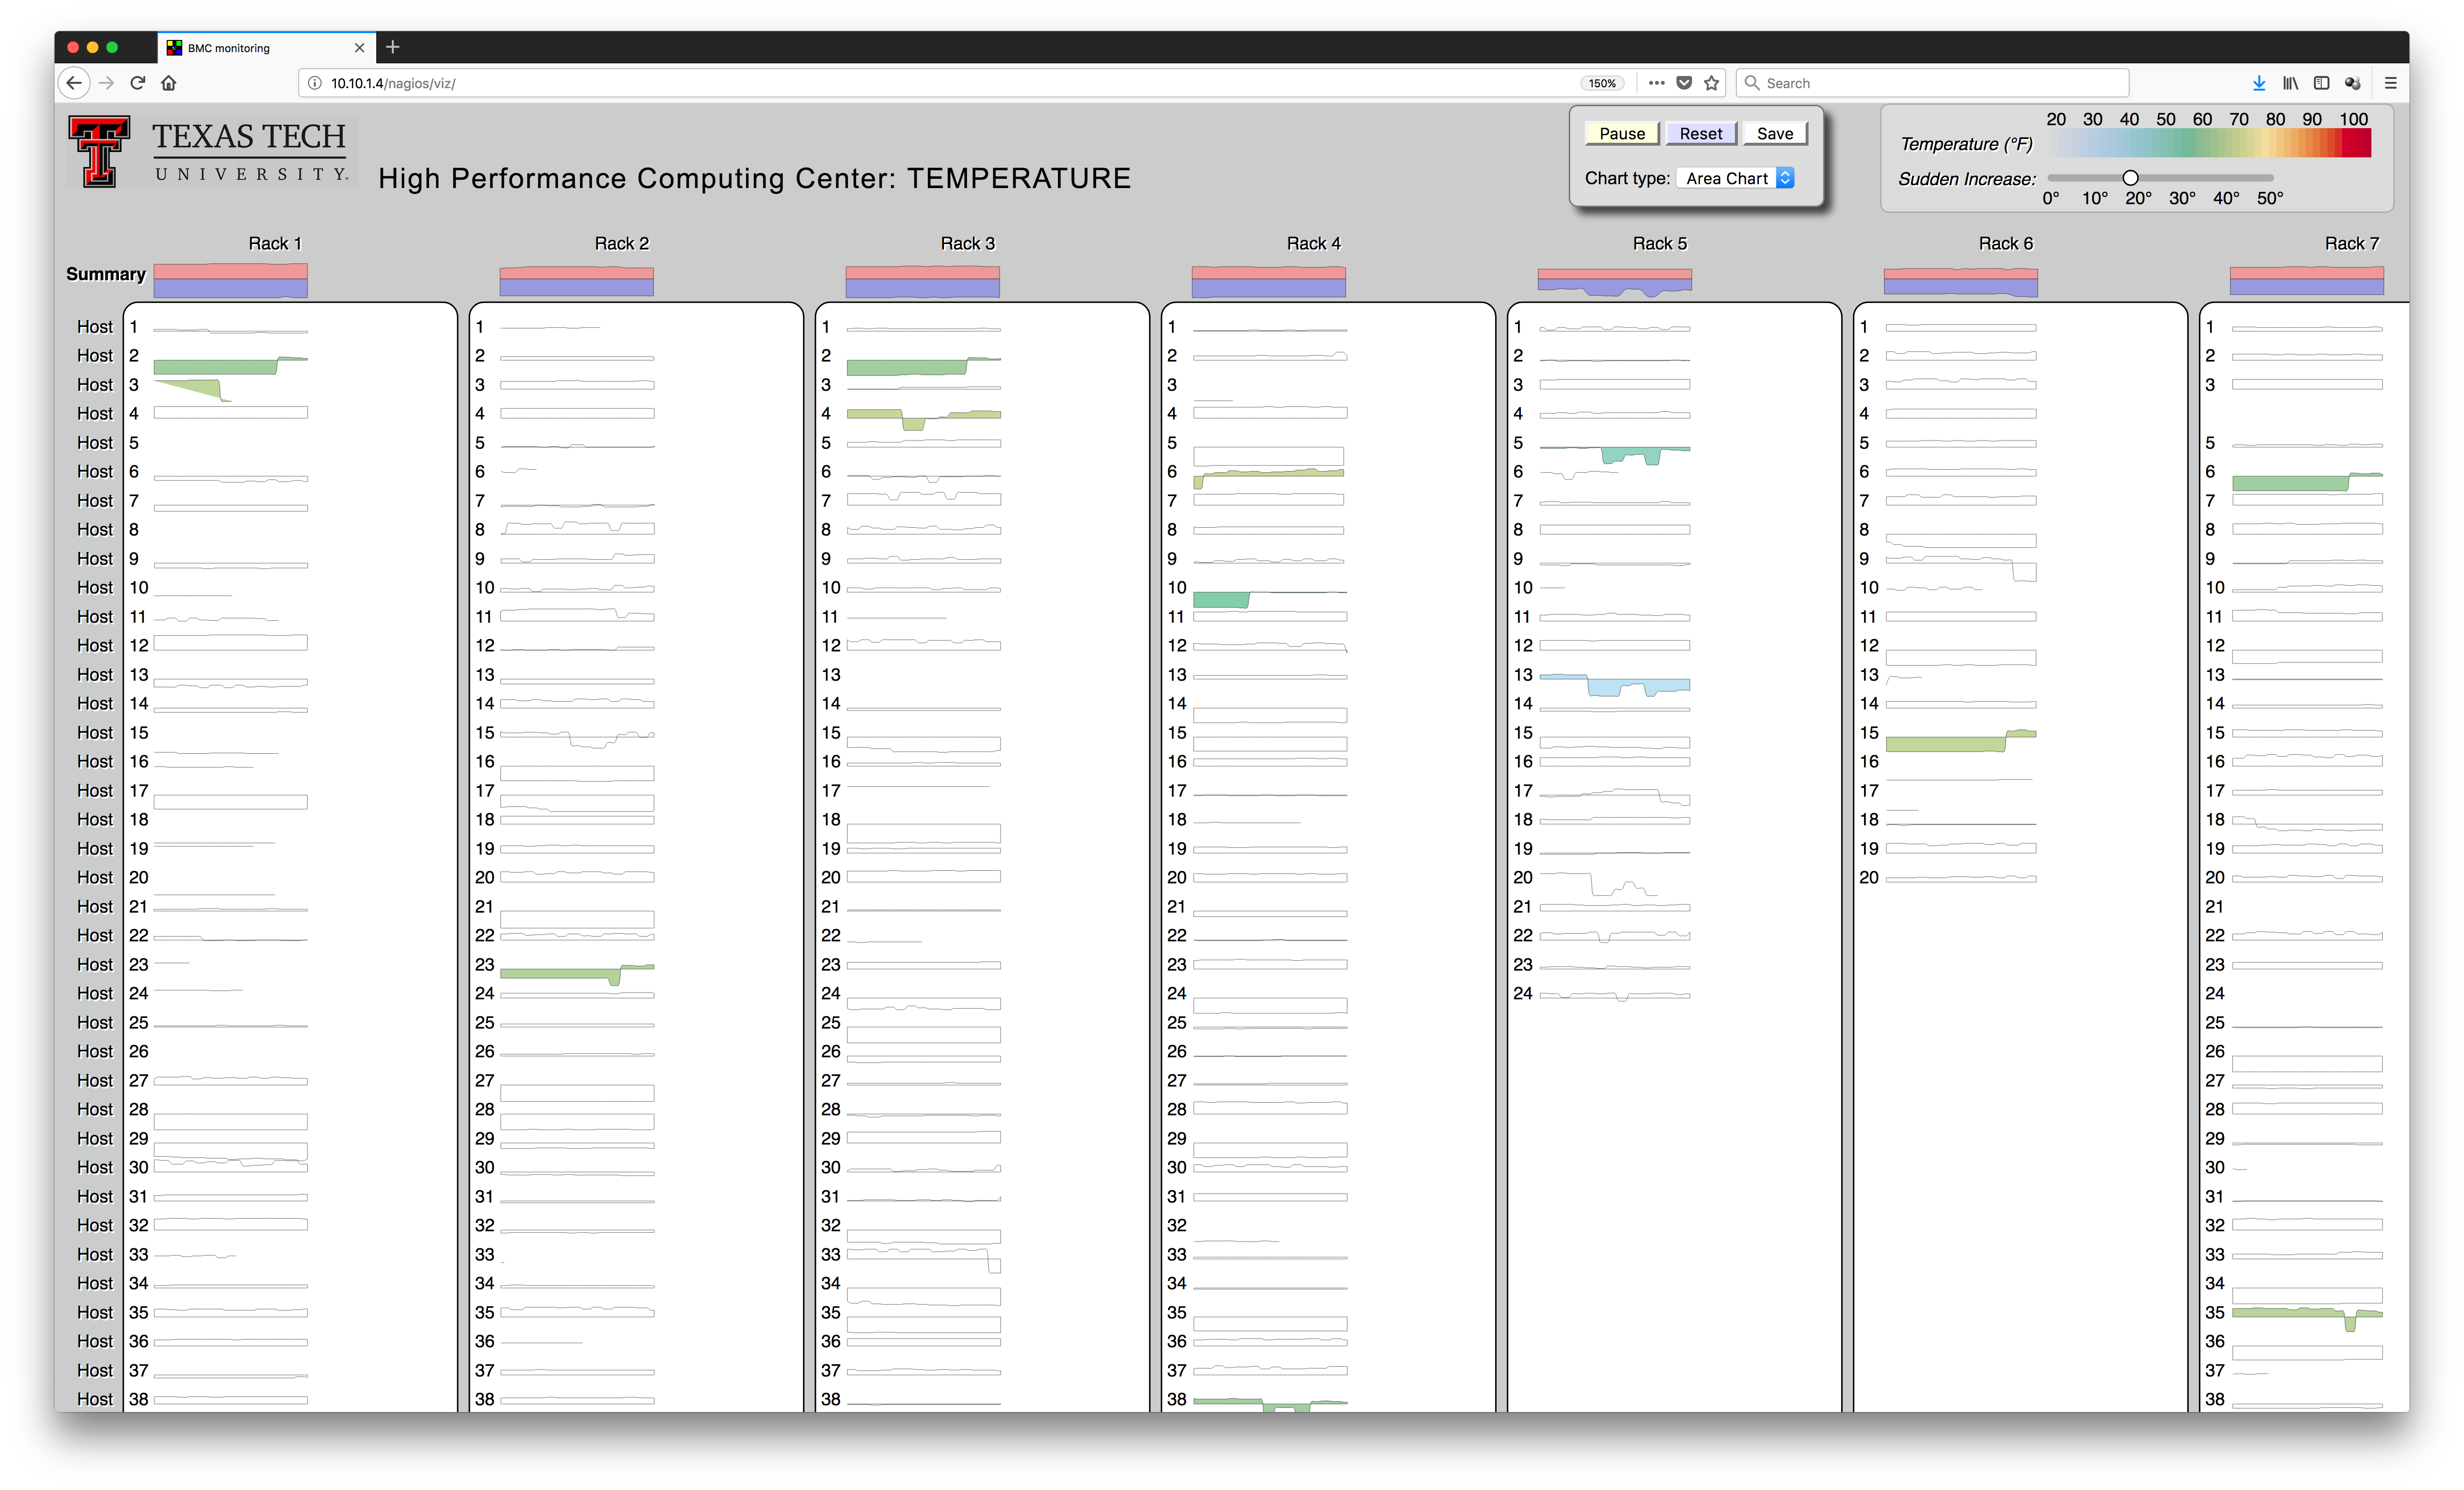 BMC monitoring
10.10.1.4/nagios/viz/
150%
Search
TEXAS TECH
UNIVERSITY.
High Performance Computing Center: TEMPERATURE
Pause Reset Save
Chart type: Area Chart
20 30 40 50 60 70 80 90 100
Temperature (°F)
Sudden Increase:
0° 10° 20° 30° 40° 50°
Rack 1 Rack 2 Rack 3 Rack 4 Rack 5 Rack 6 Rack 7
Summary
Host 1 1 1 1 1 1 1
Host 2 2 2 2 2 2 2
Host 3 3 3 3 3 3 3
Host 4 4 4 4 4 4
Host 5 5 5 5 5 5 5
Host 6 6 6 6 6 6 6
Host 7 7 7 7 7 7 7
Host 8 8 8 8 8 8 8
Host 9 9 9 9 9 9 9
Host 10 10 10 10 10 10 10
Host 11 11 11 11 11 11 11
Host 12 12 12 12 12 12 12
Host 13 13 13 13 13 13 13
Host 14 14 14 14 14 14 14
Host 15 15 15 15 15 15 15
Host 16 16 16 16 16 16 16
Host 17 17 17 17 17 17 17
Host 18 18 18 18 18 18 18
Host 19 19 19 19 19 19 19
Host 20 20 20 20 20 20 20
Host 21 21 21 21 21 21
Host 22 22 22 22 22 22
Host 23 23 23 23 23 23
Host 24 24 24 24 24 24
Host 25 25 25 25 25
Host 26 26 26 26 26
Host 27 27 27 27 27
Host 28 28 28 28 28
Host 29 29 29 29 29
Host 30 30 30 30 30
Host 31 31 31 31 31
Host 32 32 32 32 32
Host 33 33 33 33 33
Host 34 34 34 34 34
Host 35 35 35 35 35
Host 36 36 36 36 36
Host 37 37 37 37 37
Host 38 38 38 38 38